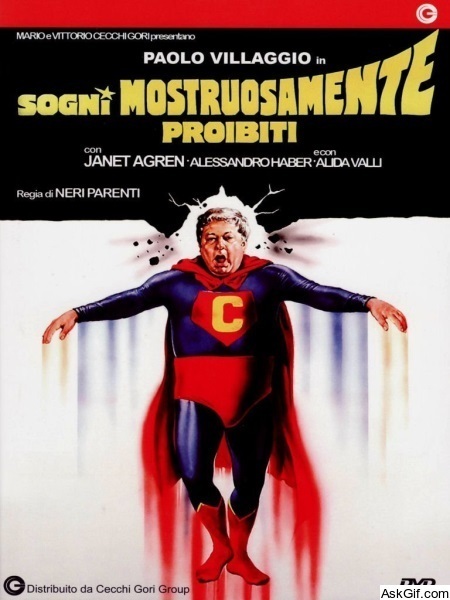 MARIO e VITTORIO CECCHI GORI presentano
PAOLO VILLAGGIO in
SOGNI MOSTRUOSAMENTE
PROIBITI
con
JANET AGREN · ALESSANDRO HABER · e con ALIDA VALLI
Regia di NERI PARENTI
C
Distribuito da Cecchi Gori Group
DVD
AskGif.com